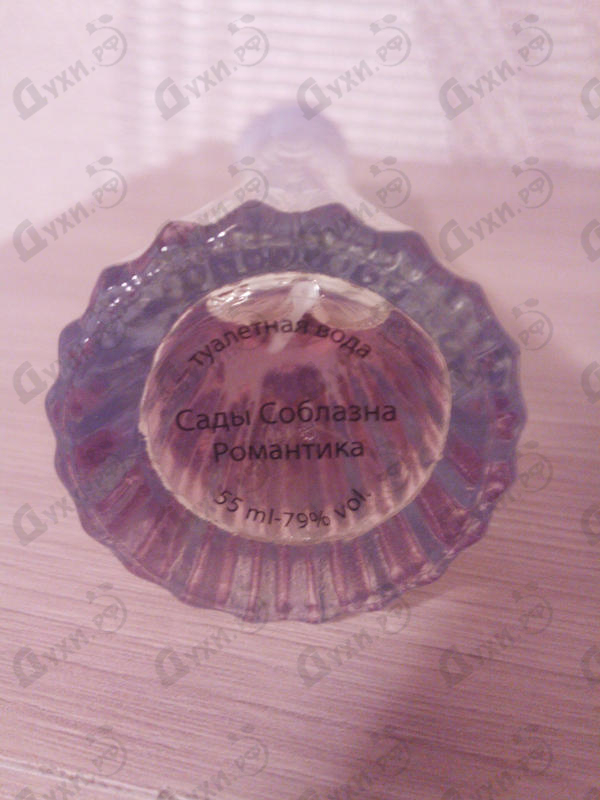 туалетная вода
Сады Соблазна
Романтика
55 ml-79% vol.
Духи.рф